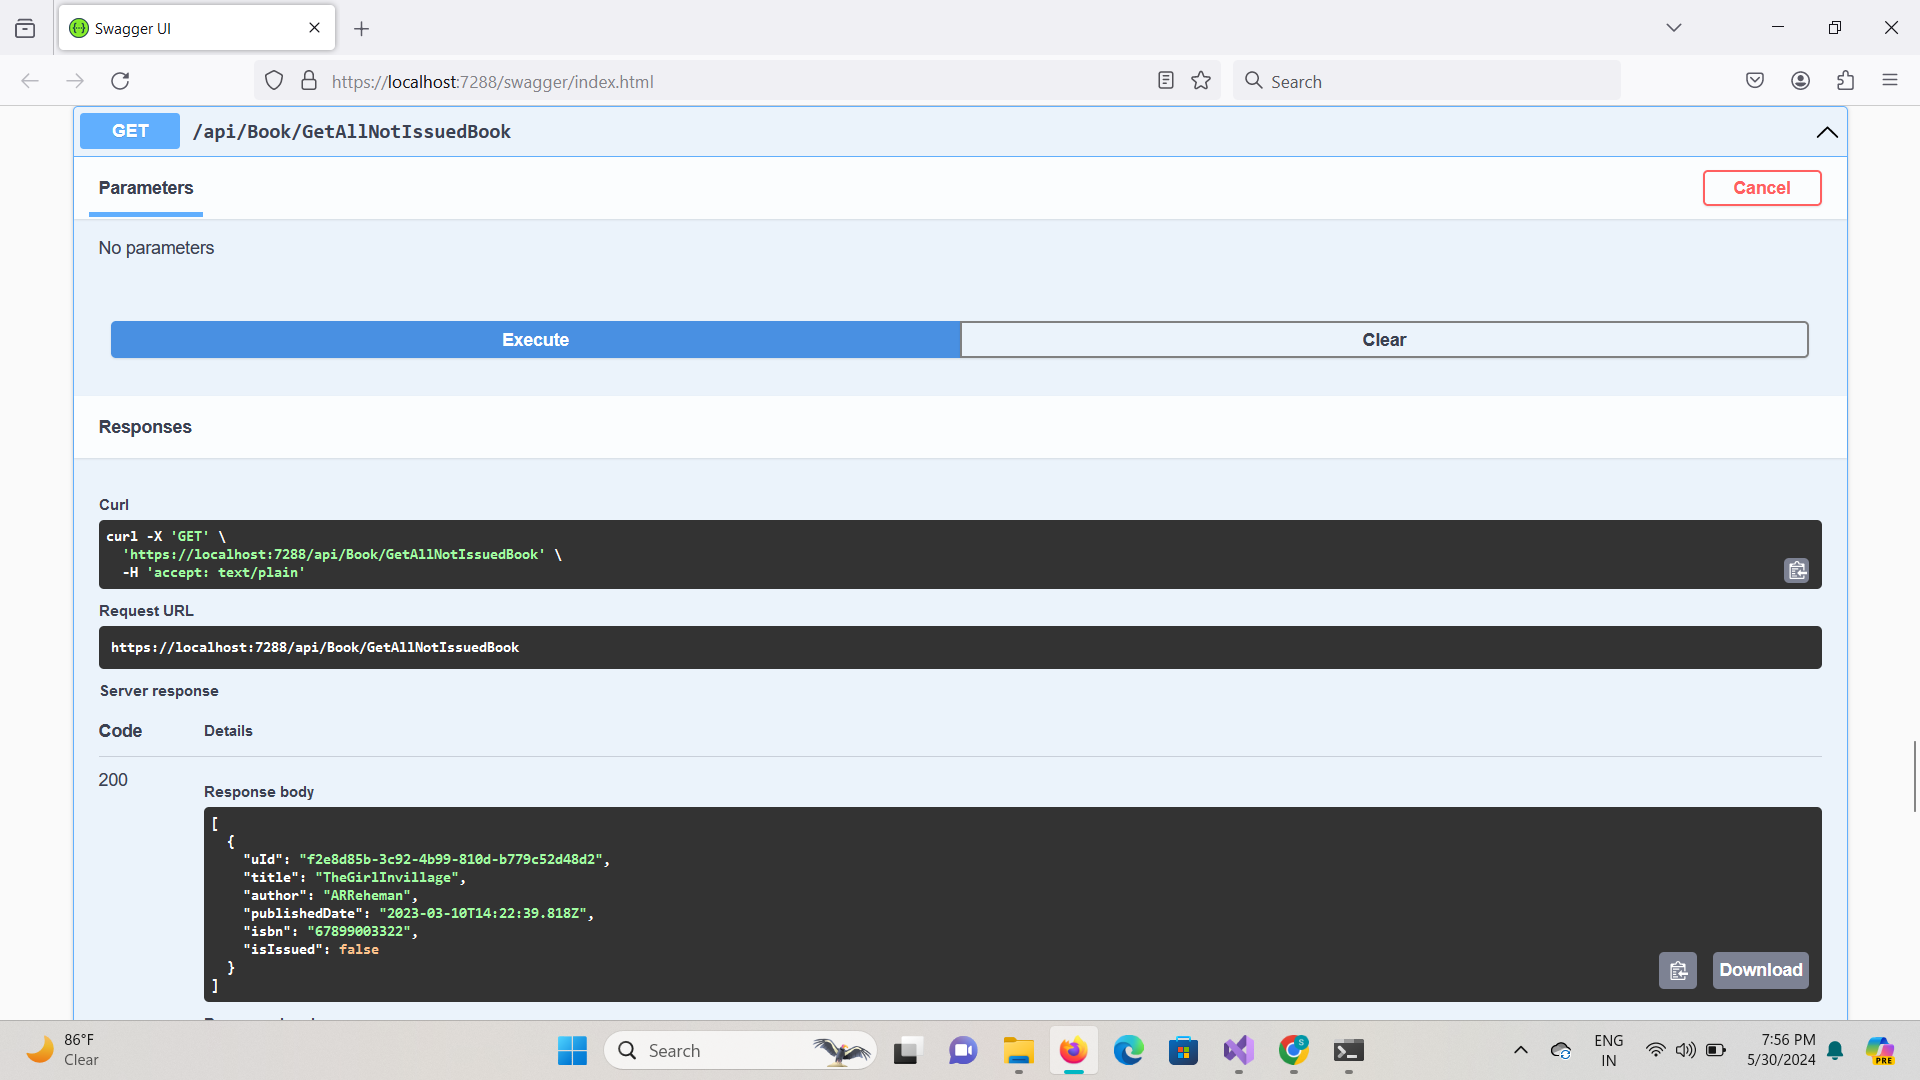 Swagger UI
https://localhost:7288/swagger/index.html
Search
GET /api/Book/GetAllNotIssuedBook
Parameters
Cancel
No parameters
Execute
Clear
Responses
Curl
curl -X 'GET' \
'https://localhost:7288/api/Book/GetAllNotIssuedBook' \
-H 'accept: text/plain'
Request URL
https://localhost:7288/api/Book/GetAllNotIssuedBook
Server response
Code Details
200
Response body
[
{
"uId": "f2e8d85b-3c92-4b99-810d-b779c52d48d2",
"title": "TheGirlInvillage",
"author": "ARReheman",
"publishedDate": "2023-03-10T14:22:39.818Z",
"isbn": "67899003322",
"isIssued": false
}
]
Download
86°F
Clear
Search
ENG
IN
7:56 PM
5/30/2024
PRE